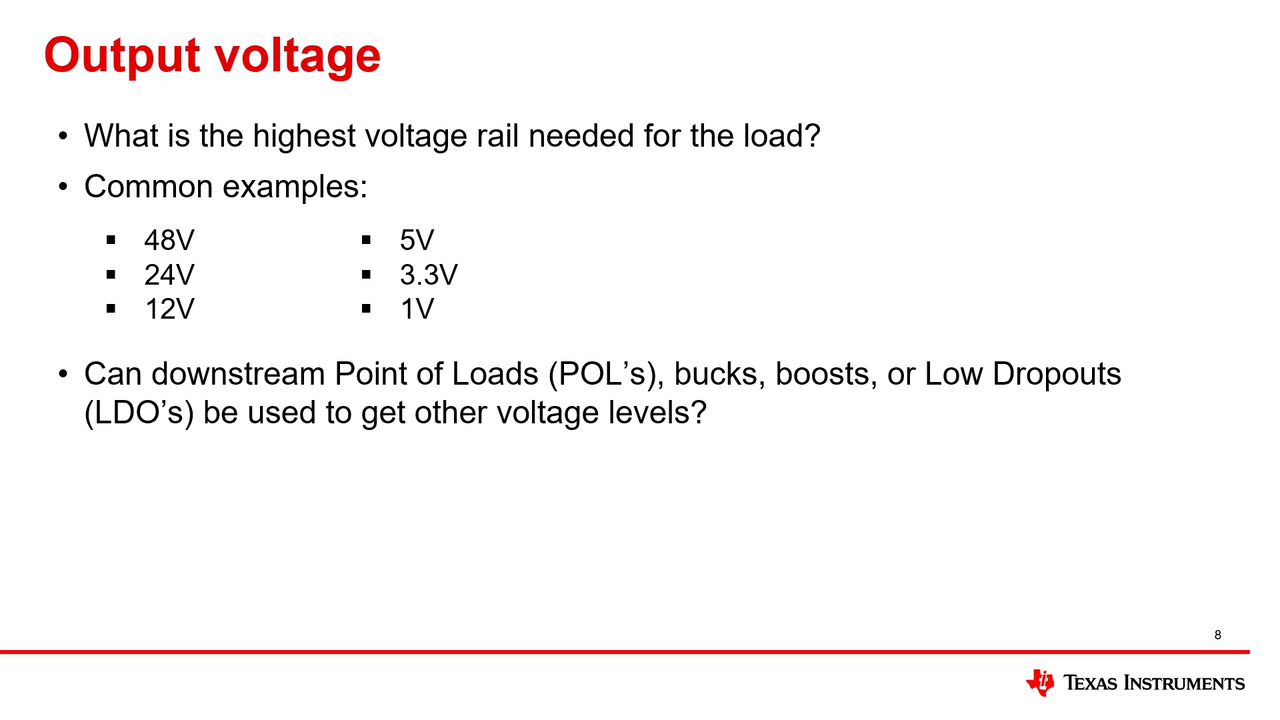 Output voltage
• What is the highest voltage rail needed for the load?
• Common examples:
▪ 48V
▪ 24V
▪ 12V
▪ 5V
▪ 3.3V
▪ 1V
• Can downstream Point of Loads (POL’s), bucks, boosts, or Low Dropouts
(LDO’s) be used to get other voltage levels?
8
TEXAS INSTRUMENTS